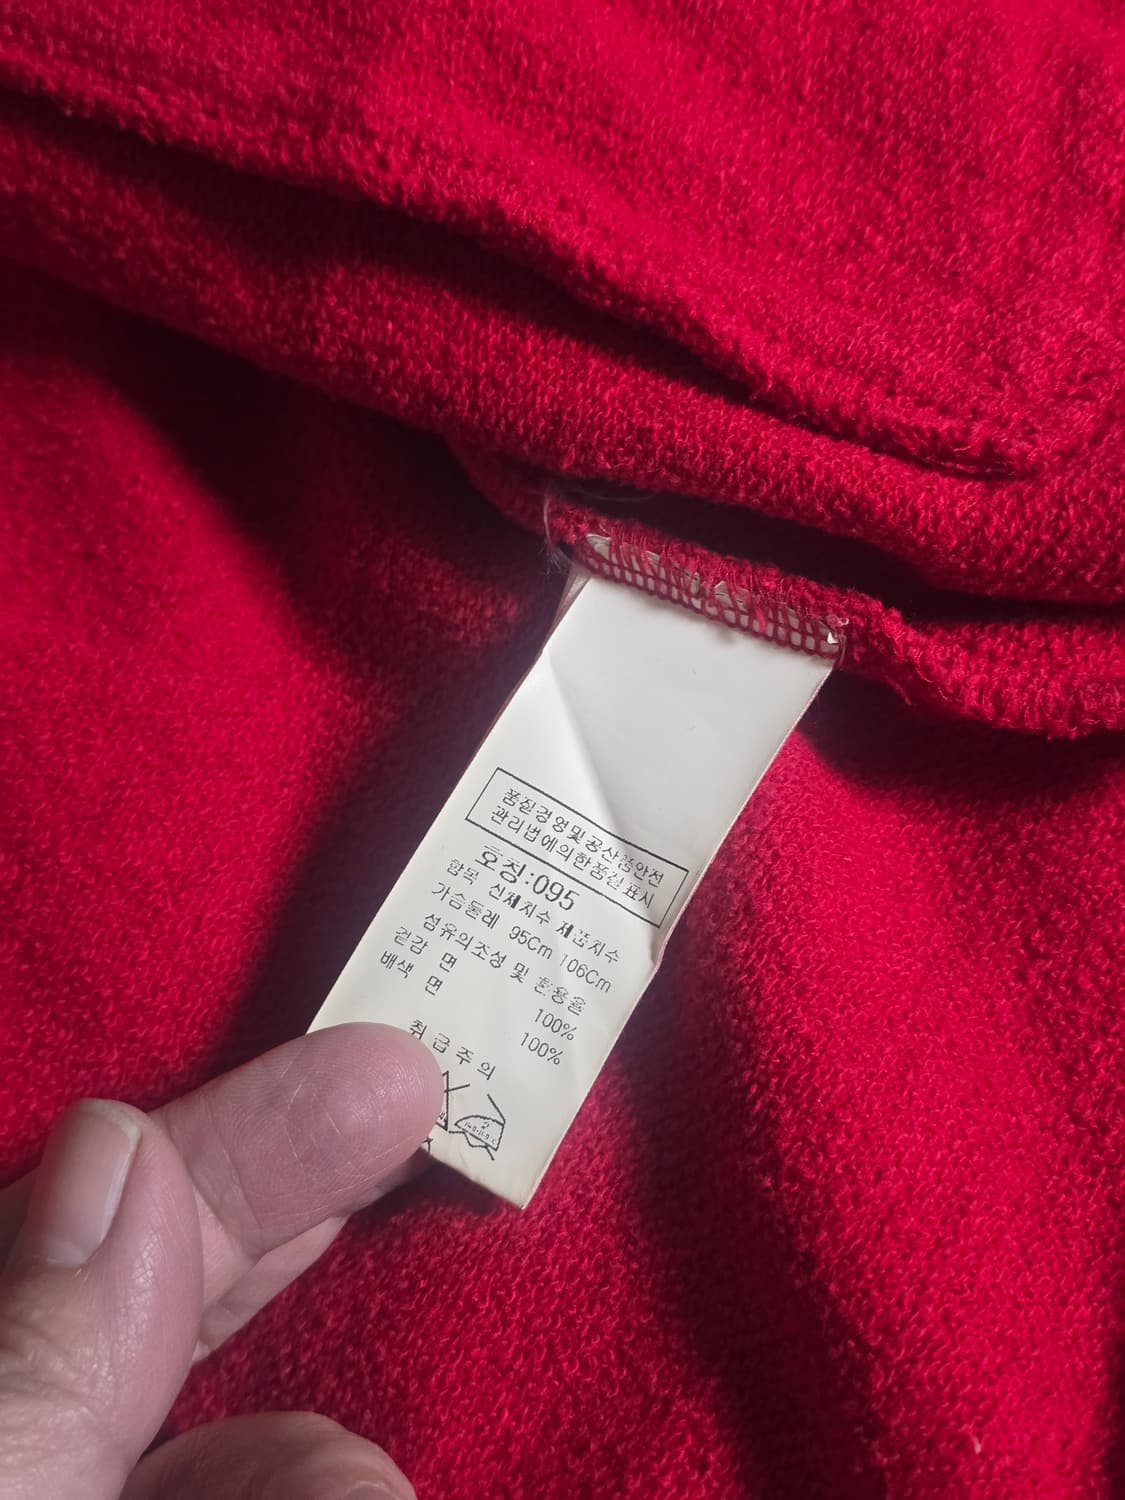 품질경영및공산품안전
관리법에의한품질표시
호칭:095
항목 신체치수 제품치수
가슴둘레 95Cm 106Cm
섬유의조성 및 혼용율
겉감 면 100%
배색 면 100%
취급주의
2